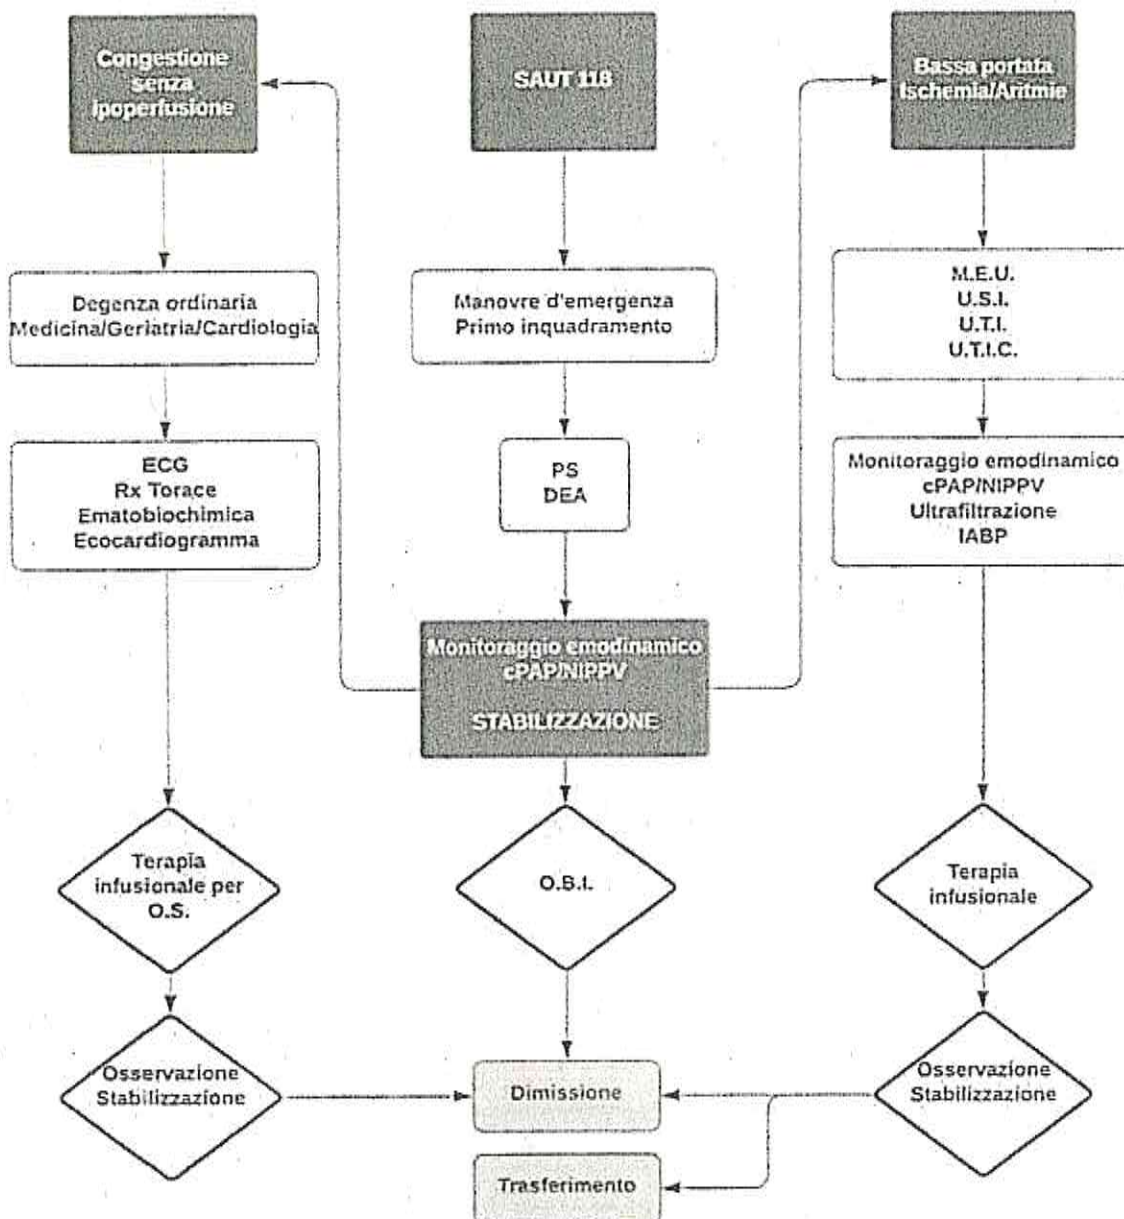 Congestione
senza
ipoperfusione
SAUT 118
Bassa portata
Ischemia/Aritmie
Degenza ordinaria
Medicina/Geriatria/Cardiologia
Manovre d'emergenza
Primo inquadramento
M.E.U.
U.S.I.
U.T.I.
U.T.I.C.
ECG
Rx Torace
Ematobiochimica
Ecocardiogramma
PS
DEA
Monitoraggio emodinamico
cPAP/NIPPV
Ultrafiltrazione
IABP
Monitoraggio emodinamico
cPAP/NIPPV
STABILIZZAZIONE
Terapia
infusionale per
O.S.
O.B.I.
Terapia
infusionale
Osservazione
Stabilizzazione
Dimissione
Osservazione
Stabilizzazione
Trasferimento